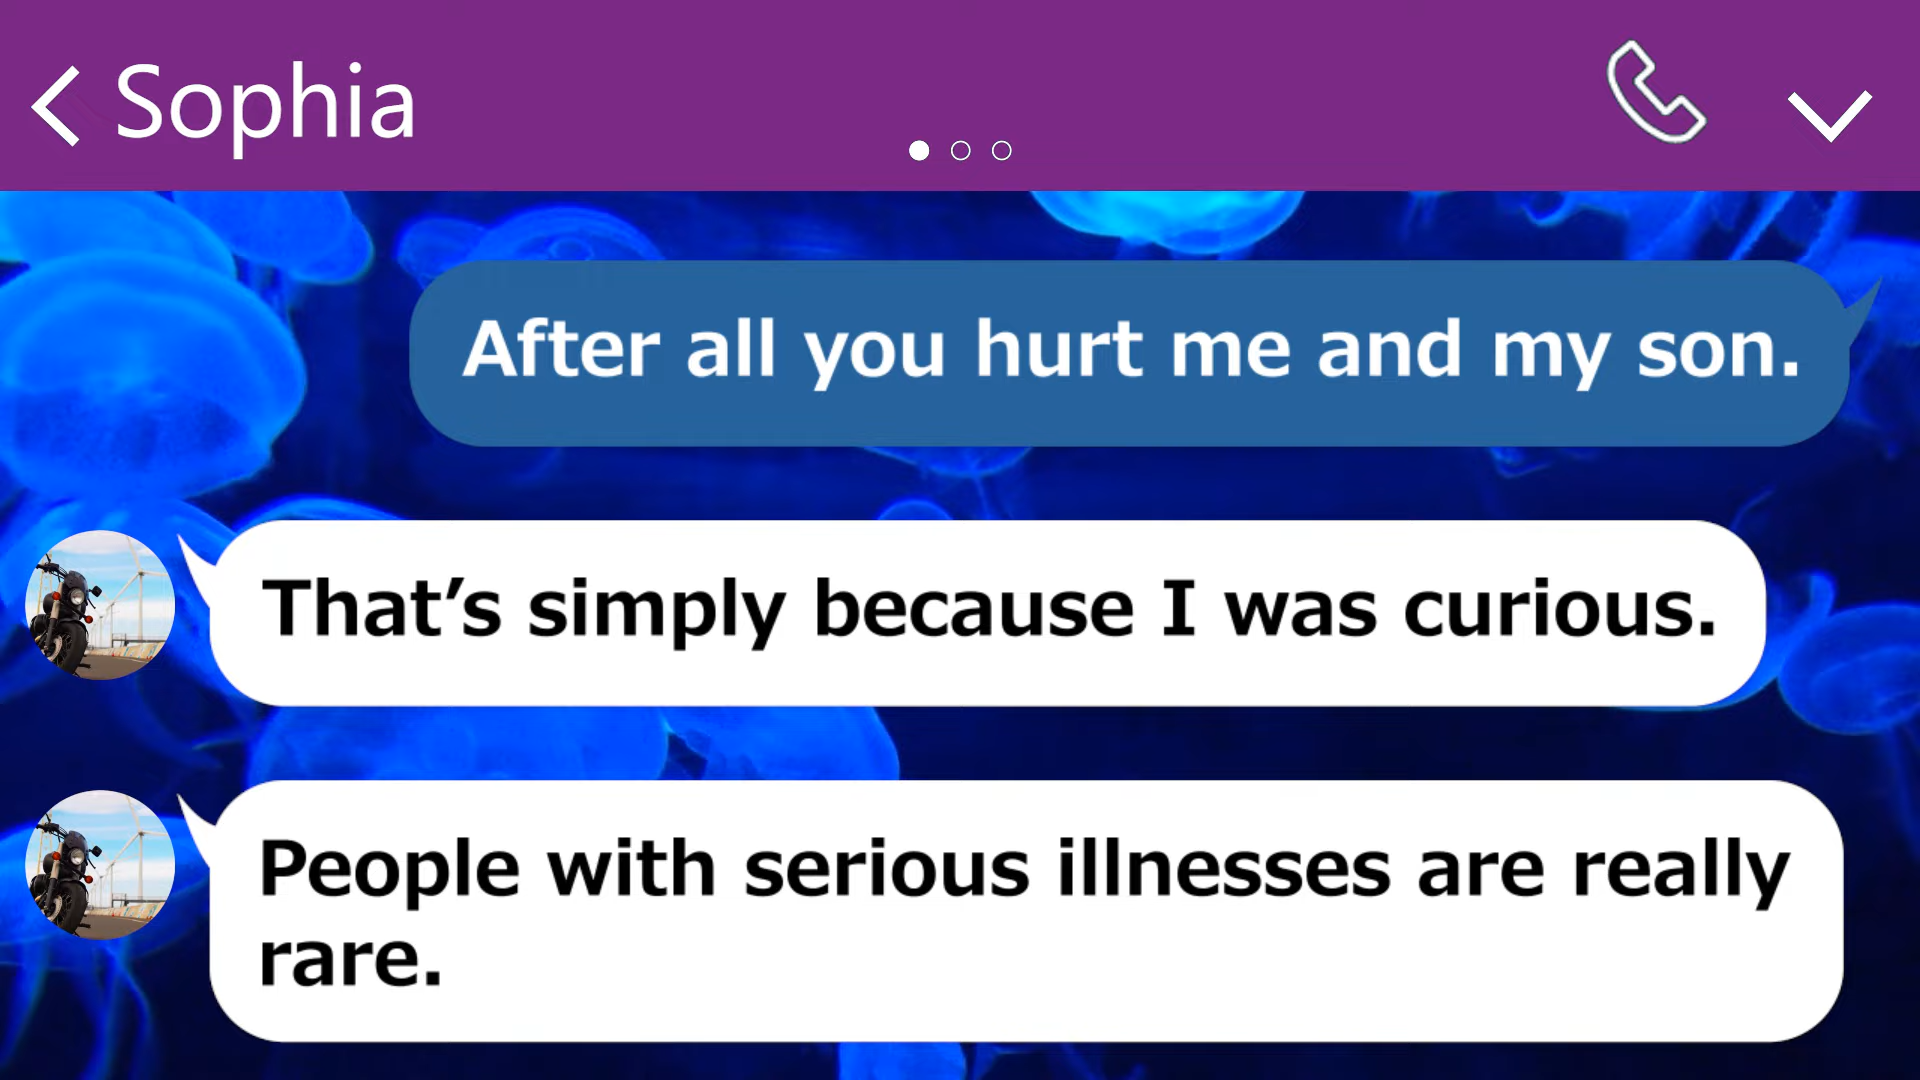 Sophia
After all you hurt me and my son.
That’s simply because I was curious.
People with serious illnesses are really
rare.